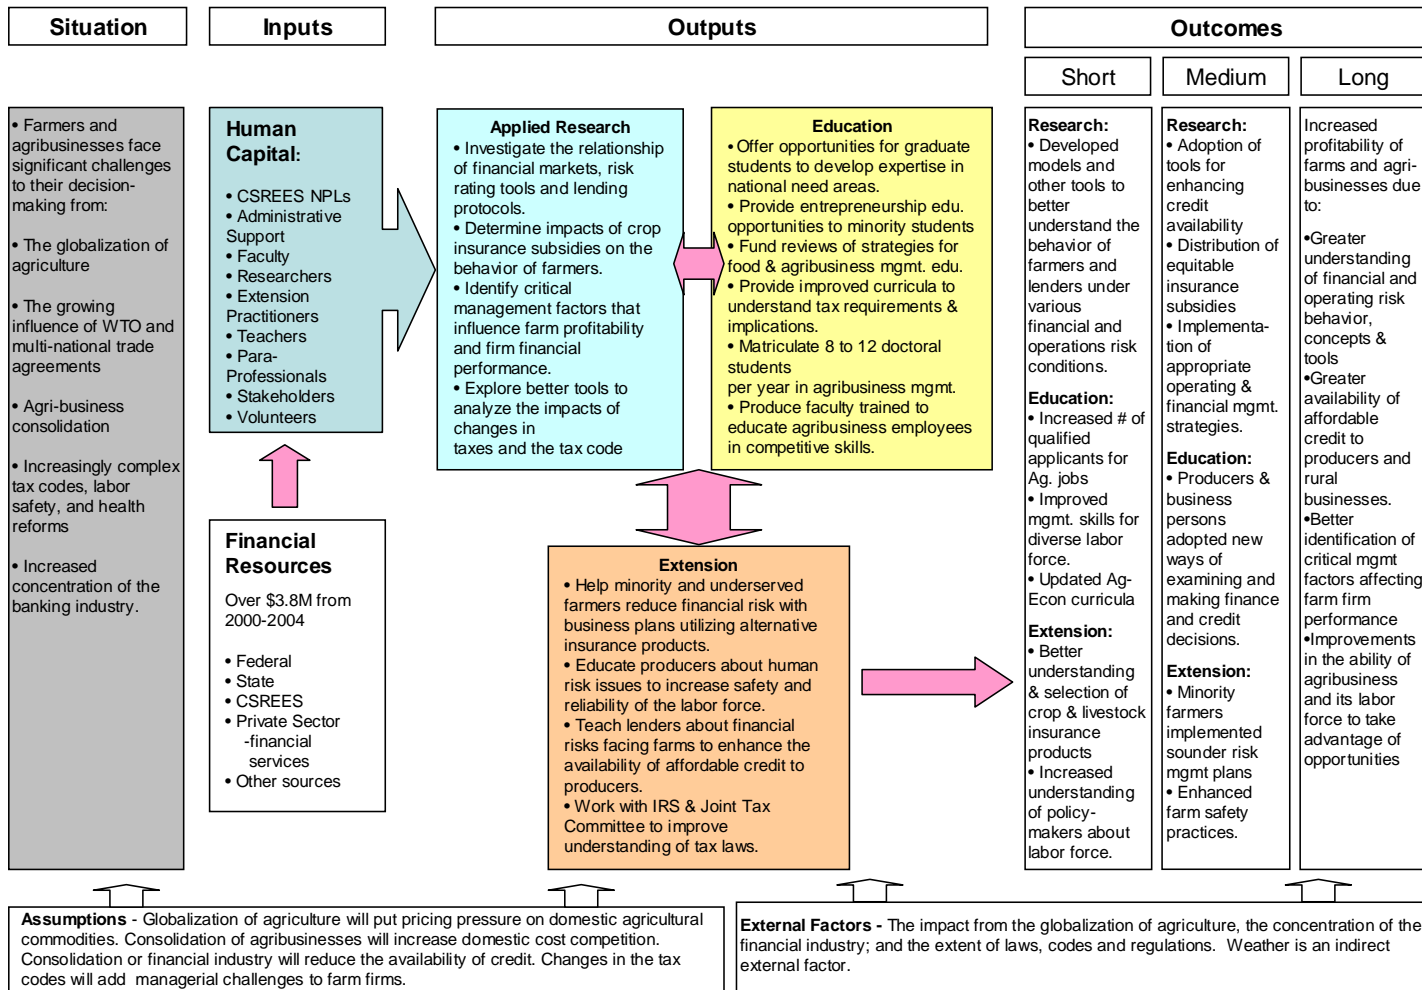 Situation
Inputs
Outputs
Outcomes
Short
Medium
Long
• Farmers and
agribusinesses face
significant challenges
to their decision-
making from:
• The globalization of
agriculture
• The growing
influence of WTO and
multi-national trade
agreements
• Agri-business
consolidation
• Increasingly complex
tax codes, labor
safety, and health
reforms
• Increased
concentration of the
banking industry.
Human
Capital:
• CSREES NPLs
• Administrative
Support
• Faculty
• Researchers
• Extension
Practitioners
• Teachers
• Para-
Professionals
• Stakeholders
• Volunteers
Financial
Resources
Over $3.8M from
2000-2004
• Federal
• State
• CSREES
• Private Sector
-financial
services
• Other sources
Applied Research
• Investigate the relationship
of financial markets, risk
rating tools and lending
protocols.
• Determine impacts of crop
insurance subsidies on the
behavior of farmers.
• Identify critical
management factors that
influence farm profitability
and firm financial
performance.
• Explore better tools to
analyze the impacts of
changes in
taxes and the tax code
Education
• Offer opportunities for graduate
students to develop expertise in
national need areas.
• Provide entrepreneurship edu.
opportunities to minority students
• Fund reviews of strategies for
food & agribusiness mgmt. edu.
• Provide improved curricula to
understand tax requirements &
implications.
• Matriculate 8 to 12 doctoral
students
per year in agribusiness mgmt.
• Produce faculty trained to
educate agribusiness employees
in competitive skills.
Extension
• Help minority and underserved
farmers reduce financial risk with
business plans utilizing alternative
insurance products.
• Educate producers about human
risk issues to increase safety and
reliability of the labor force.
• Teach lenders about financial
risks facing farms to enhance the
availability of affordable credit to
producers.
• Work with IRS & Joint Tax
Committee to improve
understanding of tax laws.
Research:
• Developed
models and
other tools to
better
understand the
behavior of
farmers and
lenders under
various
financial and
operations risk
conditions.
Education:
• Increased # of
qualified
applicants for
Ag. jobs
• Improved
mgmt. skills for
diverse labor
force.
• Updated Ag-
Econ curricula
Extension:
• Better
understanding
& selection of
crop & livestock
insurance
products
• Increased
understanding
of policy-
makers about
labor force.
Research:
• Adoption of
tools for
enhancing
credit
availability
• Distribution of
equitable
insurance
subsidies
• Implementa-
tion of
appropriate
operating &
financial mgmt.
strategies.
Education:
• Producers &
business
persons
adopted new
ways of
examining and
making finance
and credit
decisions.
Extension:
• Minority
farmers
implemented
sounder risk
mgmt plans
• Enhanced
farm safety
practices.
Increased
profitability of
farms and agri-
businesses due
to:
•Greater
understanding
of financial and
operating risk
behavior,
concepts &
tools
•Greater
availability of
affordable
credit to
producers and
rural
businesses.
•Better
identification of
critical mgmt
factors affecting
farm firm
performance
•Improvements
in the ability of
agribusiness
and its labor
force to take
advantage of
opportunities
Assumptions - Globalization of agriculture will put pricing pressure on domestic agricultural
commodities. Consolidation of agribusinesses will increase domestic cost competition.
Consolidation or financial industry will reduce the availability of credit. Changes in the tax
codes will add managerial challenges to farm firms.
External Factors - The impact from the globalization of agriculture, the concentration of the
financial industry; and the extent of laws, codes and regulations. Weather is an indirect
external factor.